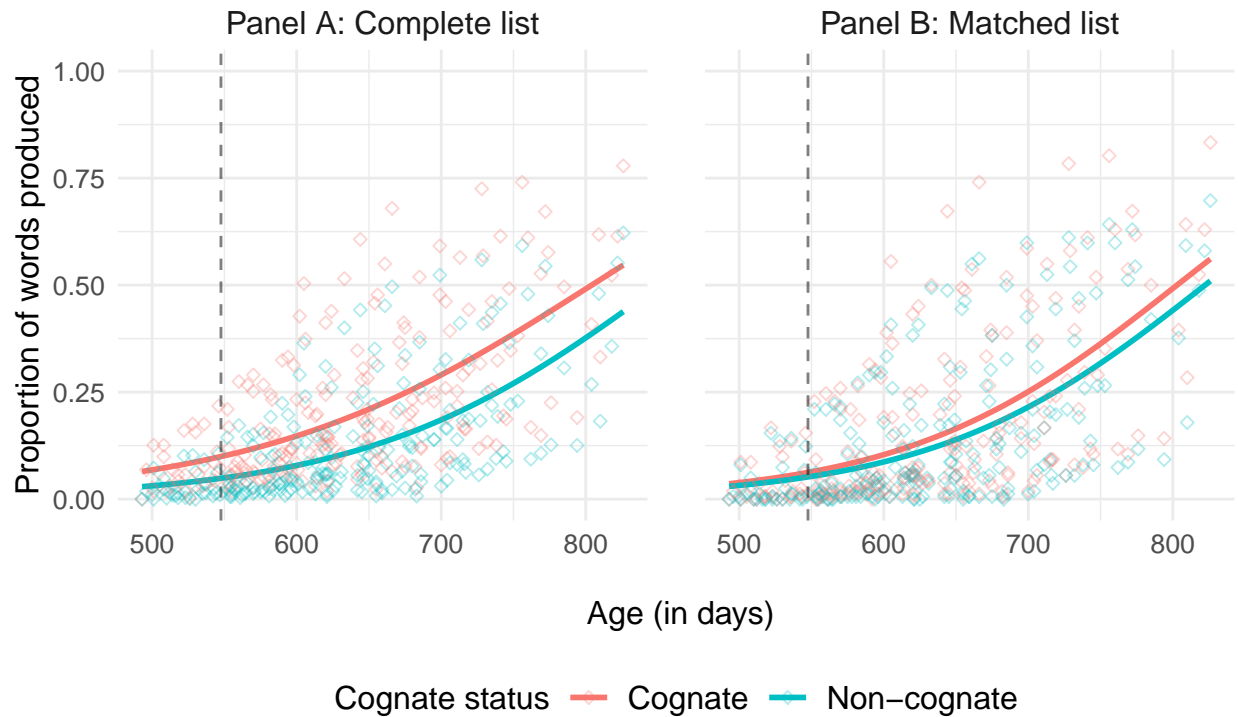 Panel A: Complete list
Panel B: Matched list
Proportion of words produced
1.00
0.75
0.50
0.25
0.00
500 600 700 800
500 600 700 800
Age (in days)
Cognate status Cognate Non−cognate